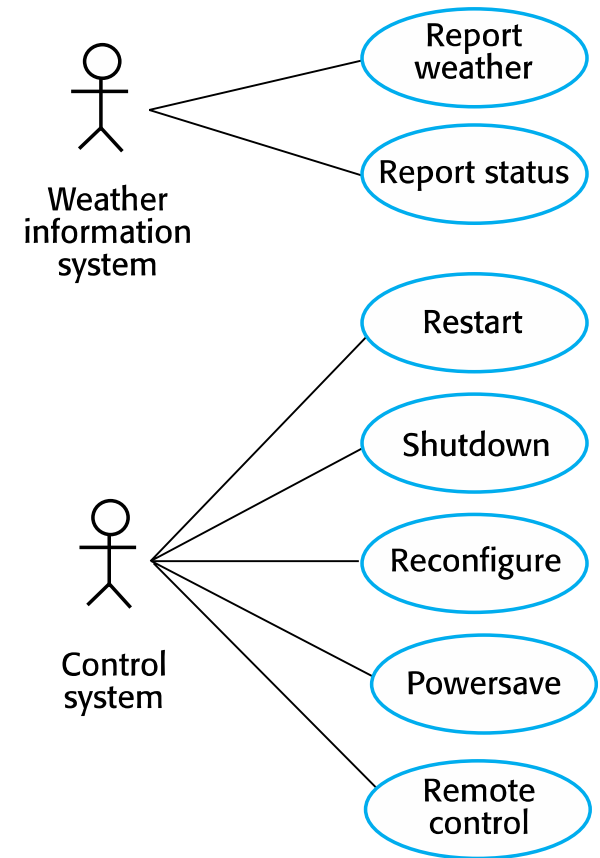 Report
weather
Report status
Weather
information
system
Restart
Shutdown
Reconfigure
Control
system
Powersave
Remote
control